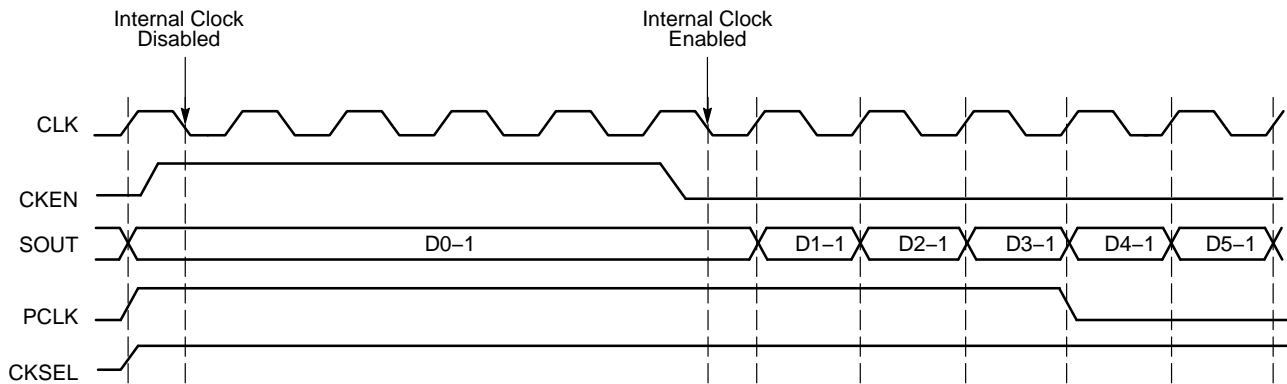 Internal Clock
Disabled
Internal Clock
Enabled
CLK
CKEN
SOUT
D0–1
D1–1
D2–1
D3–1
D4–1
D5–1
PCLK
CKSEL